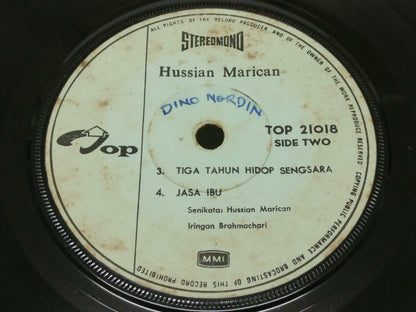 ALL RIGHTS OF THE RECORD PRODUCER AND OF THE OWNER OF THE WORK REPRODUCE RESERVED
COPYING PUBLIC PERFORMANCE AND BROCASTING OF THIS RECORD PROHIBITED
STEREOMONO
Hussian Marican
DINO NORDIN
Top
TOP 21018
SIDE TWO
3. TIGA TAHUN HIDOP SENGSARA
4. JASA IBU
Senikata: Hussian Marican
Iringan Brahmachari
MMI